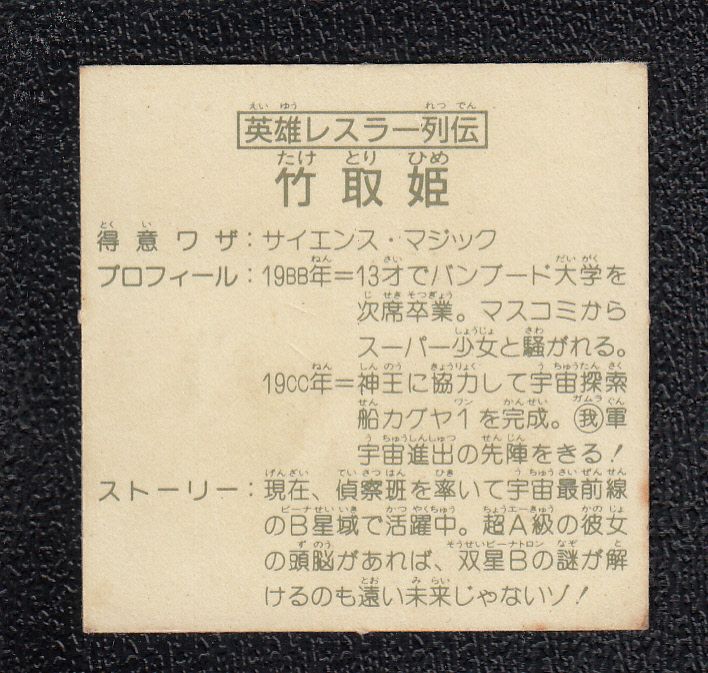 英雄レスラー列伝
竹取姫
得意ワザ：サイエンス・マジック
プロフィール：19BB年＝13才でバンブード大学を
次席卒業。マスコミから
スーパー少女と騒がれる。
19CC年＝神王に協力して宇宙探索
船カグヤ1を完成。我軍
宇宙進出の先陣をきる！
ストーリー：現在、偵察班を率いて宇宙最前線
のB星域で活躍中。超A級の彼女
の頭脳があれば、双星Bの謎が解
けるのも遠い未来じゃないゾ！